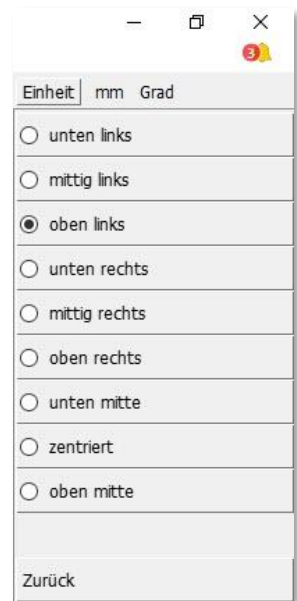 3
Einheit mm Grad
unten links
mittig links
oben links
unten rechts
mittig rechts
oben rechts
unten mitte
zentriert
oben mitte
Zurück